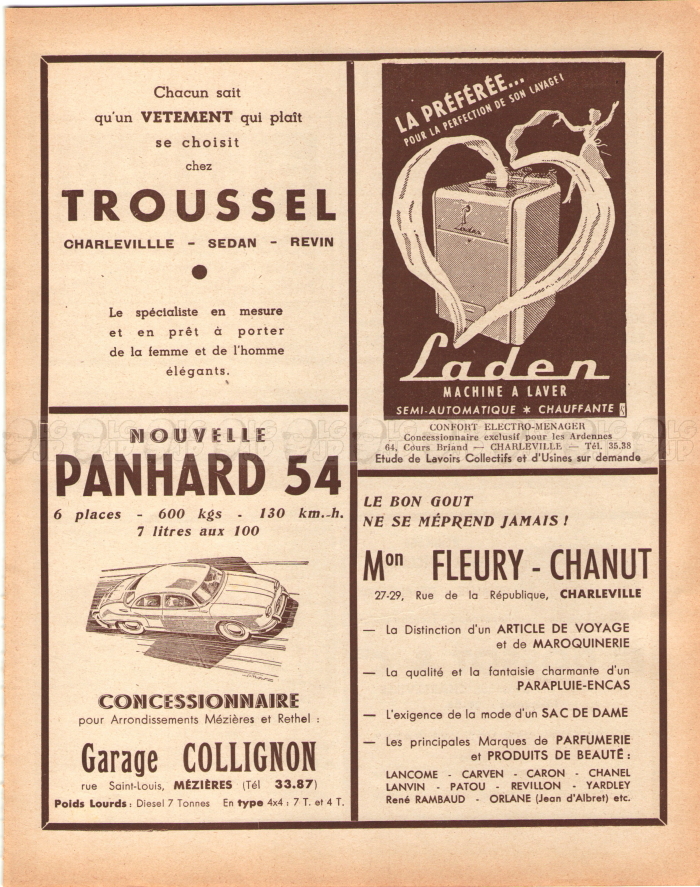 Chacun sait
qu'un VETEMENT qui plaît
se choisit
chez
TROUSSEL
CHARLEVILLLE - SEDAN - REVIN
Le spécialiste en mesure
et en prêt à porter
de la femme et de l'homme
élégants.
NOUVELLE
PANHARD 54
6 places - 600 kgs - 130 km.-h.
7 litres aux 100
CONCESSIONNAIRE
pour Arrondissements Mézières et Rethel :
Garage COLLIGNON
rue Saint-Louis, MÉZIÈRES (Tél 33.87)
Poids Lourds : Diesel 7 Tonnes En type 4x4 : 7 T. et 4 T.
LA PRÉFÉRÉE...
POUR LA PERFECTION DE SON LAVAGE !
Laden
Laden
MACHINE A LAVER
SEMI-AUTOMATIQUE * CHAUFFANTE
CONFORT ELECTRO-MENAGER
Concessionnaire exclusif pour les Ardennes
64, Cours Briand — CHARLEVILLE — Tél. 35.38
Etude de Lavoirs Collectifs et d'Usines sur demande
LE BON GOUT
NE SE MÉPREND JAMAIS !
Mon FLEURY - CHANUT
27-29, Rue de la République, CHARLEVILLE
— La Distinction d'un ARTICLE DE VOYAGE
et de MAROQUINERIE
— La qualité et la fantaisie charmante d'un
PARAPLUIE-ENCAS
— L'exigence de la mode d'un SAC DE DAME
— Les principales Marques de PARFUMERIE
et PRODUITS DE BEAUTÉ :
LANCOME - CARVEN - CARON - CHANEL
LANVIN - PATOU - REVILLON - YARDLEY
René RAMBAUD - ORLANE (Jean d'Albret) etc.